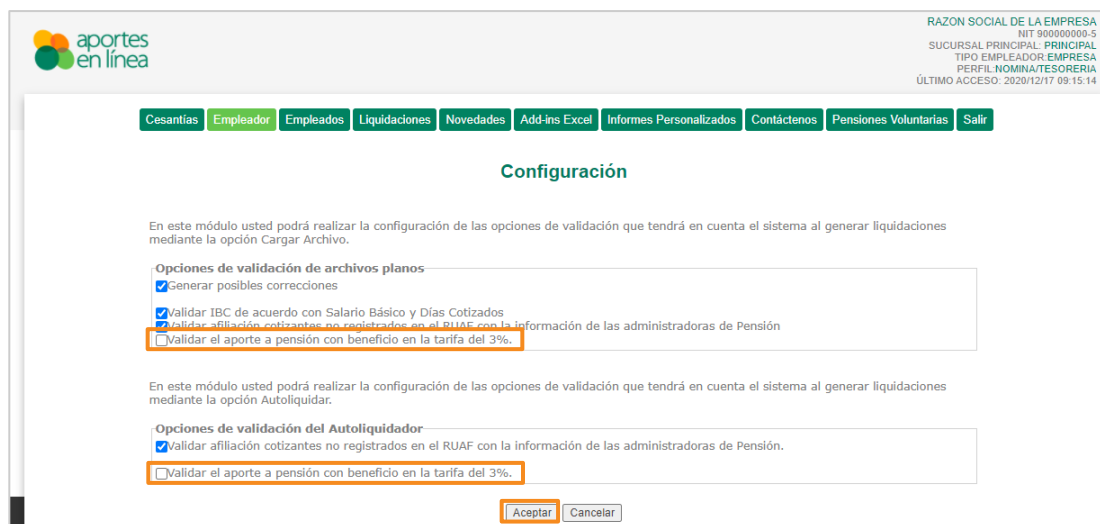 aportes
en línea
RAZON SOCIAL DE LA EMPRESA
NIT 900000000-5
SUCURSAL PRINCIPAL: PRINCIPAL
TIPO EMPLEADOR:EMPRESA
PERFIL:NOMINA/TESORERIA
ÚLTIMO ACCESO: 2020/12/17 09:15:14
Cesantías Empleador Empleados Liquidaciones Novedades Add-ins Excel Informes Personalizados Contáctenos Pensiones Voluntarias Salir
Configuración
En este módulo usted podrá realizar la configuración de las opciones de validación que tendrá en cuenta el sistema al generar liquidaciones
mediante la opción Cargar Archivo.
Opciones de validación de archivos planos
Generar posibles correcciones
Validar IBC de acuerdo con Salario Básico y Días Cotizados
Validar afiliación cotizantes no registrados en el RUAF con la información de las administradoras de Pensión
Validar el aporte a pensión con beneficio en la tarifa del 3%.
En este módulo usted podrá realizar la configuración de las opciones de validación que tendrá en cuenta el sistema al generar liquidaciones
mediante la opción Autoliquidar.
Opciones de validación del Autoliquidador
Validar afiliación cotizantes no registrados en el RUAF con la información de las administradoras de Pensión.
Validar el aporte a pensión con beneficio en la tarifa del 3%.
Aceptar Cancelar